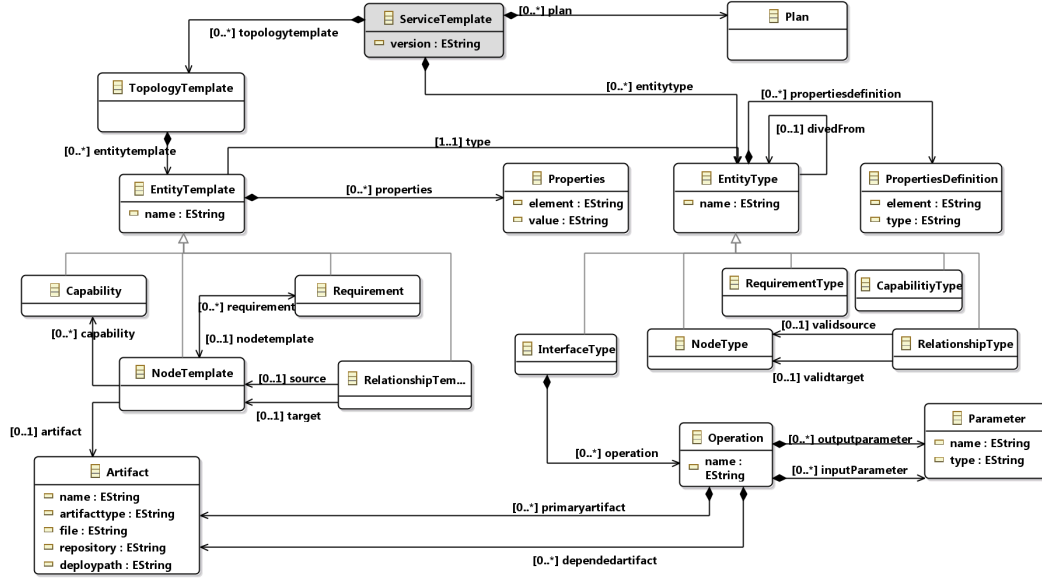 ServiceTemplate
version : EString
[0..*] plan
Plan
[0..*] topologytemplate
TopologyTemplate
[0..*] entitytype
[0..*] propertiesdefinition
[0..1] divedFrom
[0..*] entitytemplate
[1..1] type
EntityTemplate
name : EString
[0..*] properties
Properties
element : EString
value : EString
EntityType
name : EString
PropertiesDefinition
element : EString
type : EString
Capability
Requirement
[0..*] requirement
[0..*] capability
[0..1] nodetemplate
NodeTemplate
[0..1] source
[0..1] target
RelationshipTem...
[0..1] artifact
RequirementType
CapabilitiyType
InterfaceType
NodeType
[0..1] validsource
[0..1] validtarget
RelationshipType
[0..*] operation
Operation
name :
EString
[0..*] outputparameter
[0..*] inputParameter
Parameter
name : EString
type : EString
Artifact
name : EString
artifacttype : EString
file : EString
repository : EString
deploypath : EString
[0..*] primaryartifact
[0..*] dependedartifact